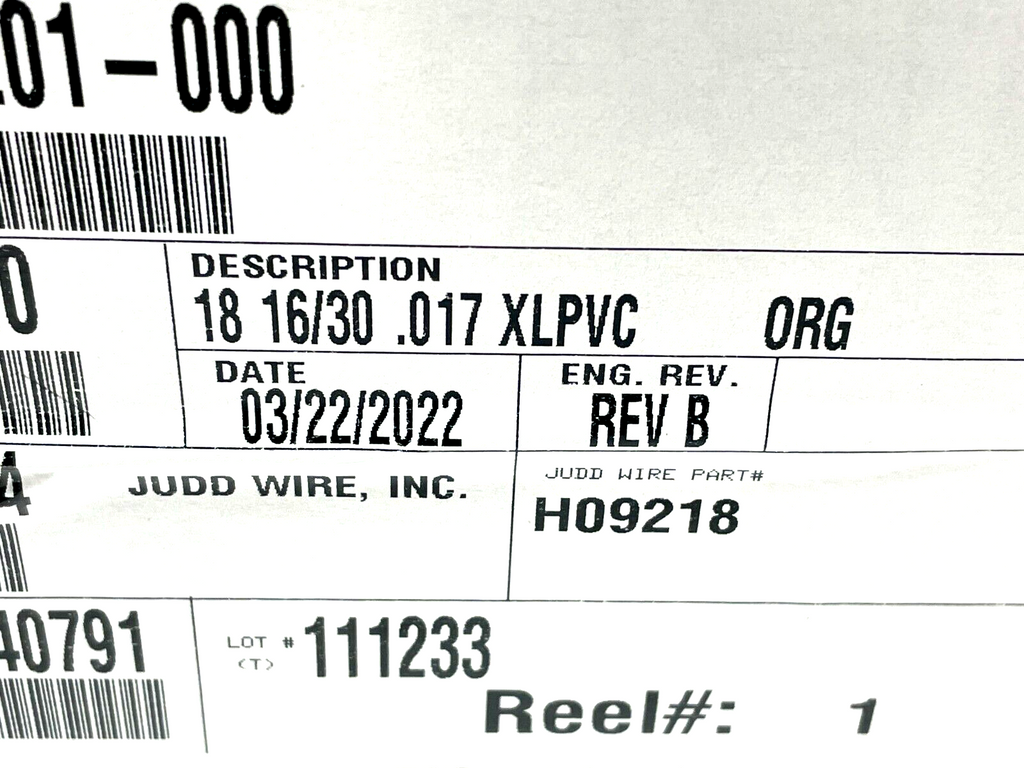 01-000
0
DESCRIPTION
18 16/30 .017 XLPVC ORG
DATE
03/22/2022
ENG. REV.
REV B
4
JUDD WIRE, INC.
JUDD WIRE PART#
H09218
40791
LOT #
(T)
111233
Reel#: 1